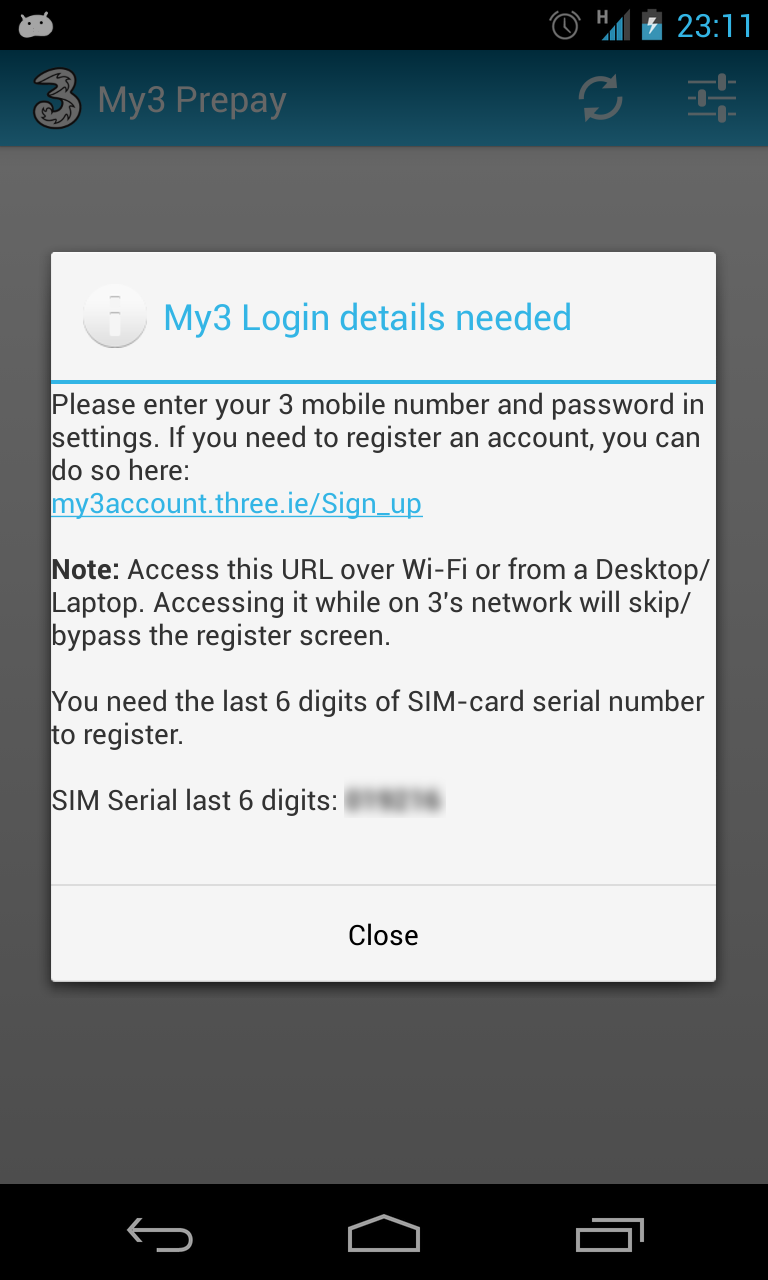 H 23:11
3 My3 Prepay
My3 Login details needed
Please enter your 3 mobile number and password in
settings. If you need to register an account, you can
do so here:
my3account.three.ie/Sign_up
Note: Access this URL over Wi-Fi or from a Desktop/
Laptop. Accessing it while on 3's network will skip/
bypass the register screen.
You need the last 6 digits of SIM-card serial number
to register.
SIM Serial last 6 digits:
Close